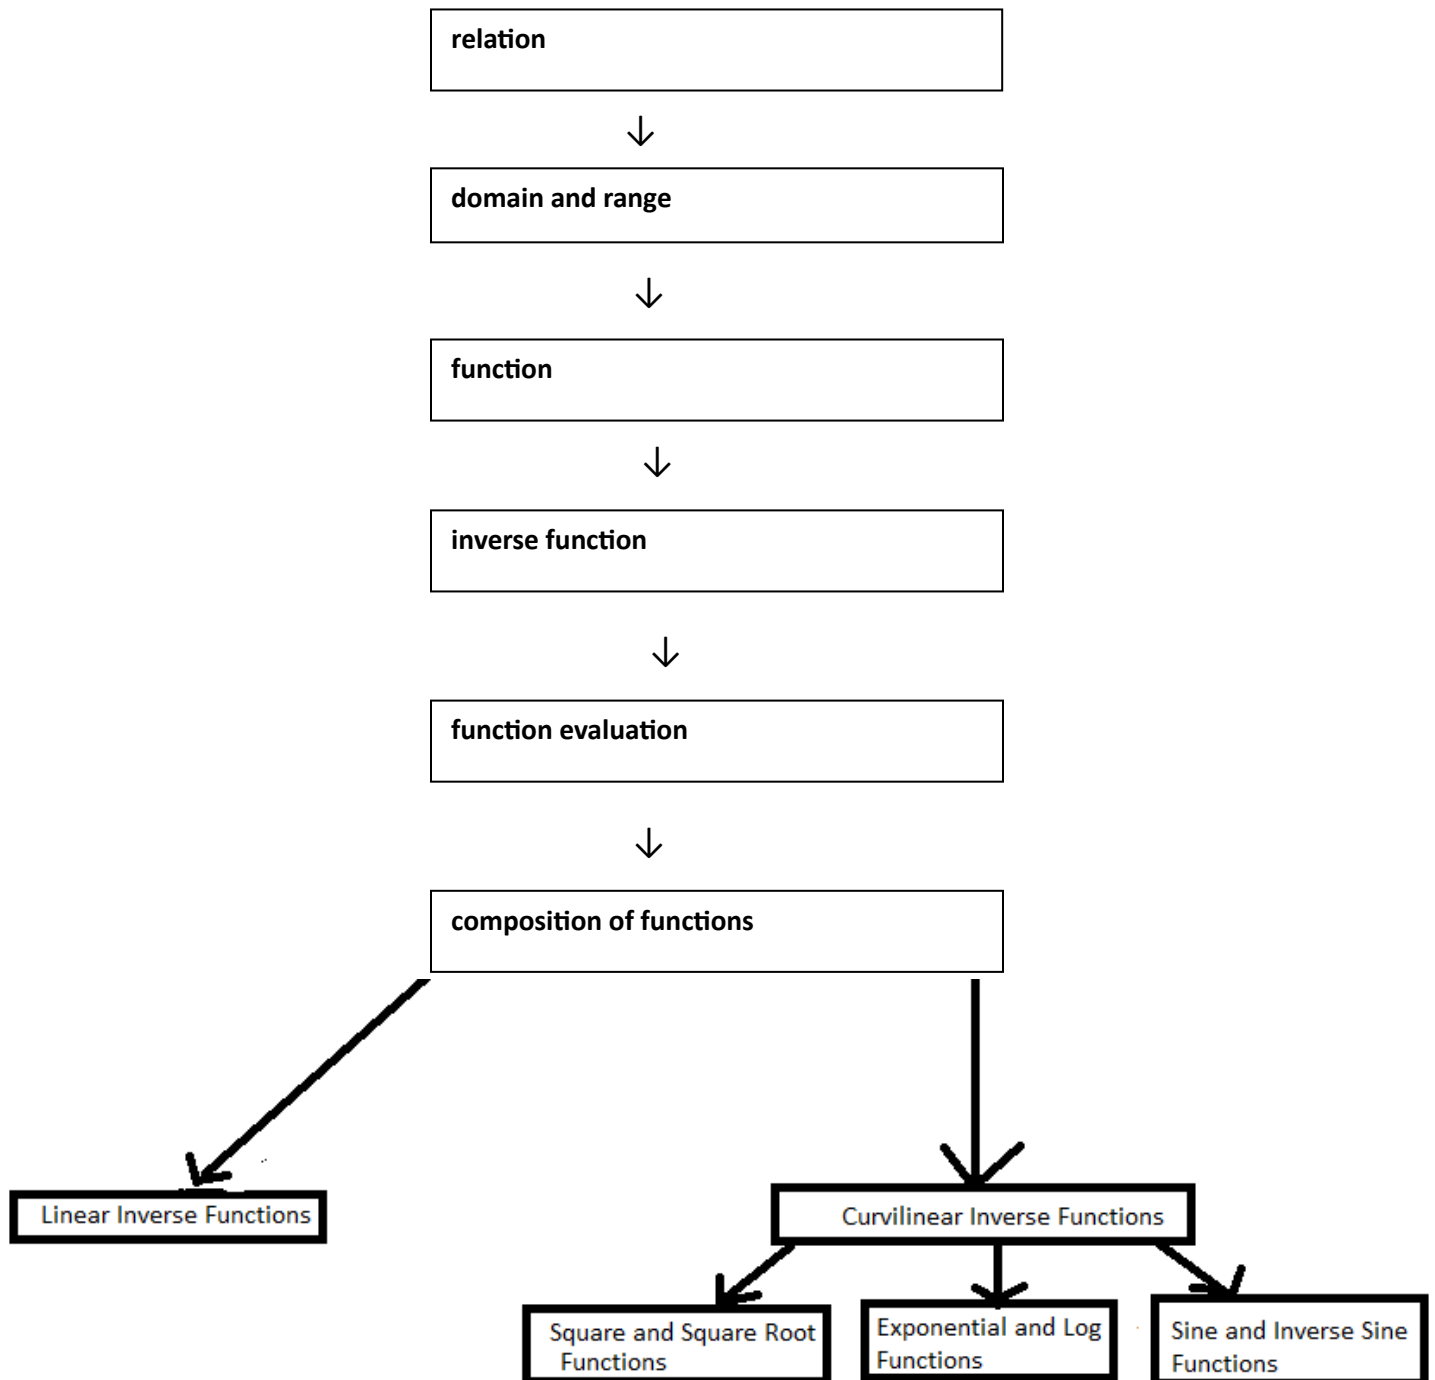 relation
domain and range
function
inverse function
function evaluation
composition of functions
Linear Inverse Functions
Curvilinear Inverse Functions
Square and Square Root
Functions
Exponential and Log
Functions
Sine and Inverse Sine
Functions